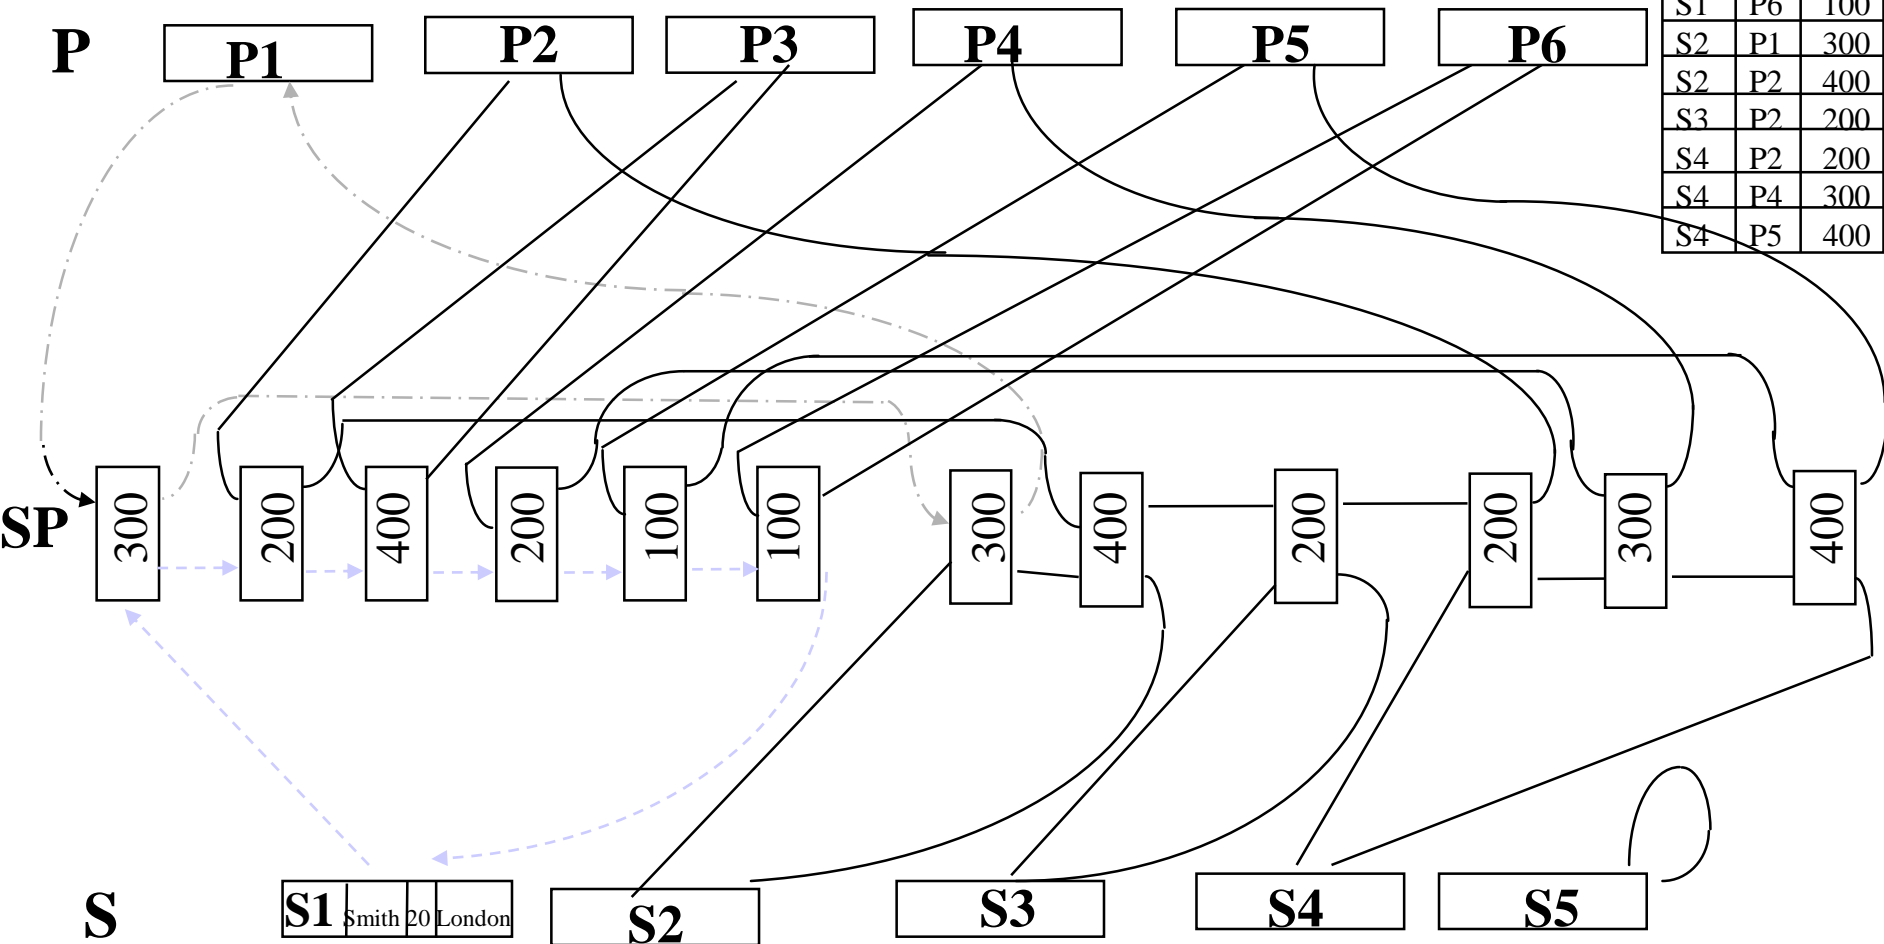 P P1 P2 P3 P4 P5 P6
S1 P6 100
S2 P1 300
S2 P2 400
S3 P2 200
S4 P2 200
S4 P4 300
S4 P5 400
SP 300 200 400 200 100 100 300 400 200 200 300 400
S S1 Smith 20 London S2 S3 S4 S5